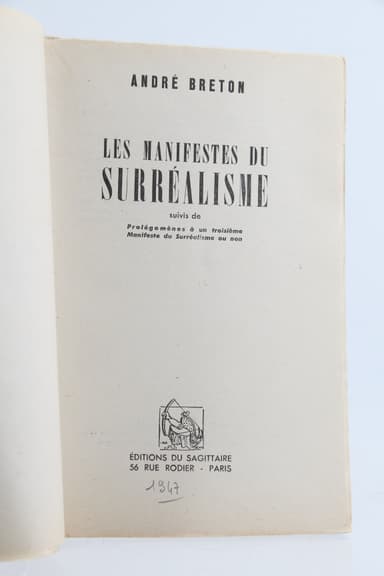 ANDRÉ BRETON
LES MANIFESTES DU
SURRÉALISME
suivis de
Prolégomènes à un troisième
Manifeste du Surréalisme ou non
ÉDITIONS DU SAGITTAIRE
56 RUE RODIER - PARIS
1947